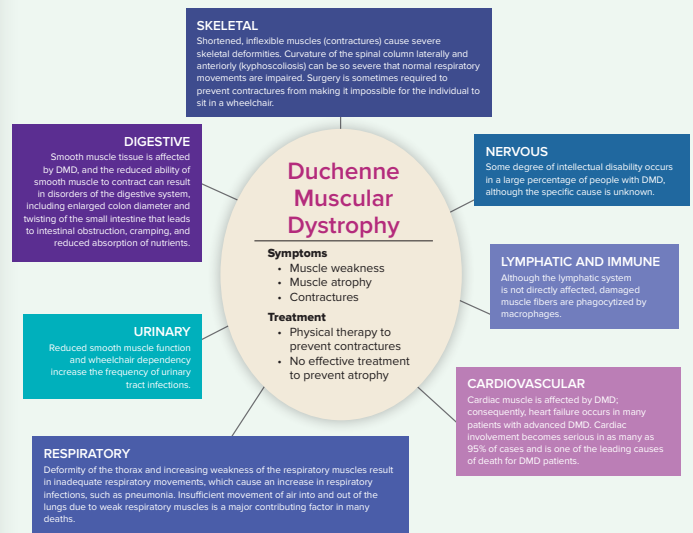 SKELETAL
Shortened, inflexible muscles (contractures) cause severe
skeletal deformities. Curvature of the spinal column laterally and
anteriorly (kyphoscoliosis) can be so severe that normal respiratory
movements are impaired. Surgery is sometimes required to
prevent contractures from making it impossible for the individual to
sit in a wheelchair.
DIGESTIVE
Smooth muscle tissue is affected
by DMD, and the reduced ability of
smooth muscle to contract can result
in disorders of the digestive system,
including enlarged colon diameter and
twisting of the small intestine that leads
to intestinal obstruction, cramping, and
reduced absorption of nutrients.
NERVOUS
Some degree of intellectual disability occurs
in a large percentage of people with DMD,
although the specific cause is unknown.
Duchenne
Muscular
Dystrophy
Symptoms
• Muscle weakness
• Muscle atrophy
• Contractures
Treatment
• Physical therapy to
prevent contractures
• No effective treatment
to prevent atrophy
LYMPHATIC AND IMMUNE
Although the lymphatic system
is not directly affected, damaged
muscle fibers are phagocytized by
macrophages.
URINARY
Reduced smooth muscle function
and wheelchair dependency
increase the frequency of urinary
tract infections.
CARDIOVASCULAR
Cardiac muscle is affected by DMD;
consequently, heart failure occurs in many
patients with advanced DMD. Cardiac
involvement becomes serious in as many as
95% of cases and is one of the leading causes
of death for DMD patients.
RESPIRATORY
Deformity of the thorax and increasing weakness of the respiratory muscles result
in inadequate respiratory movements, which cause an increase in respiratory
infections, such as pneumonia. Insufficient movement of air into and out of the
lungs due to weak respiratory muscles is a major contributing factor in many
deaths.